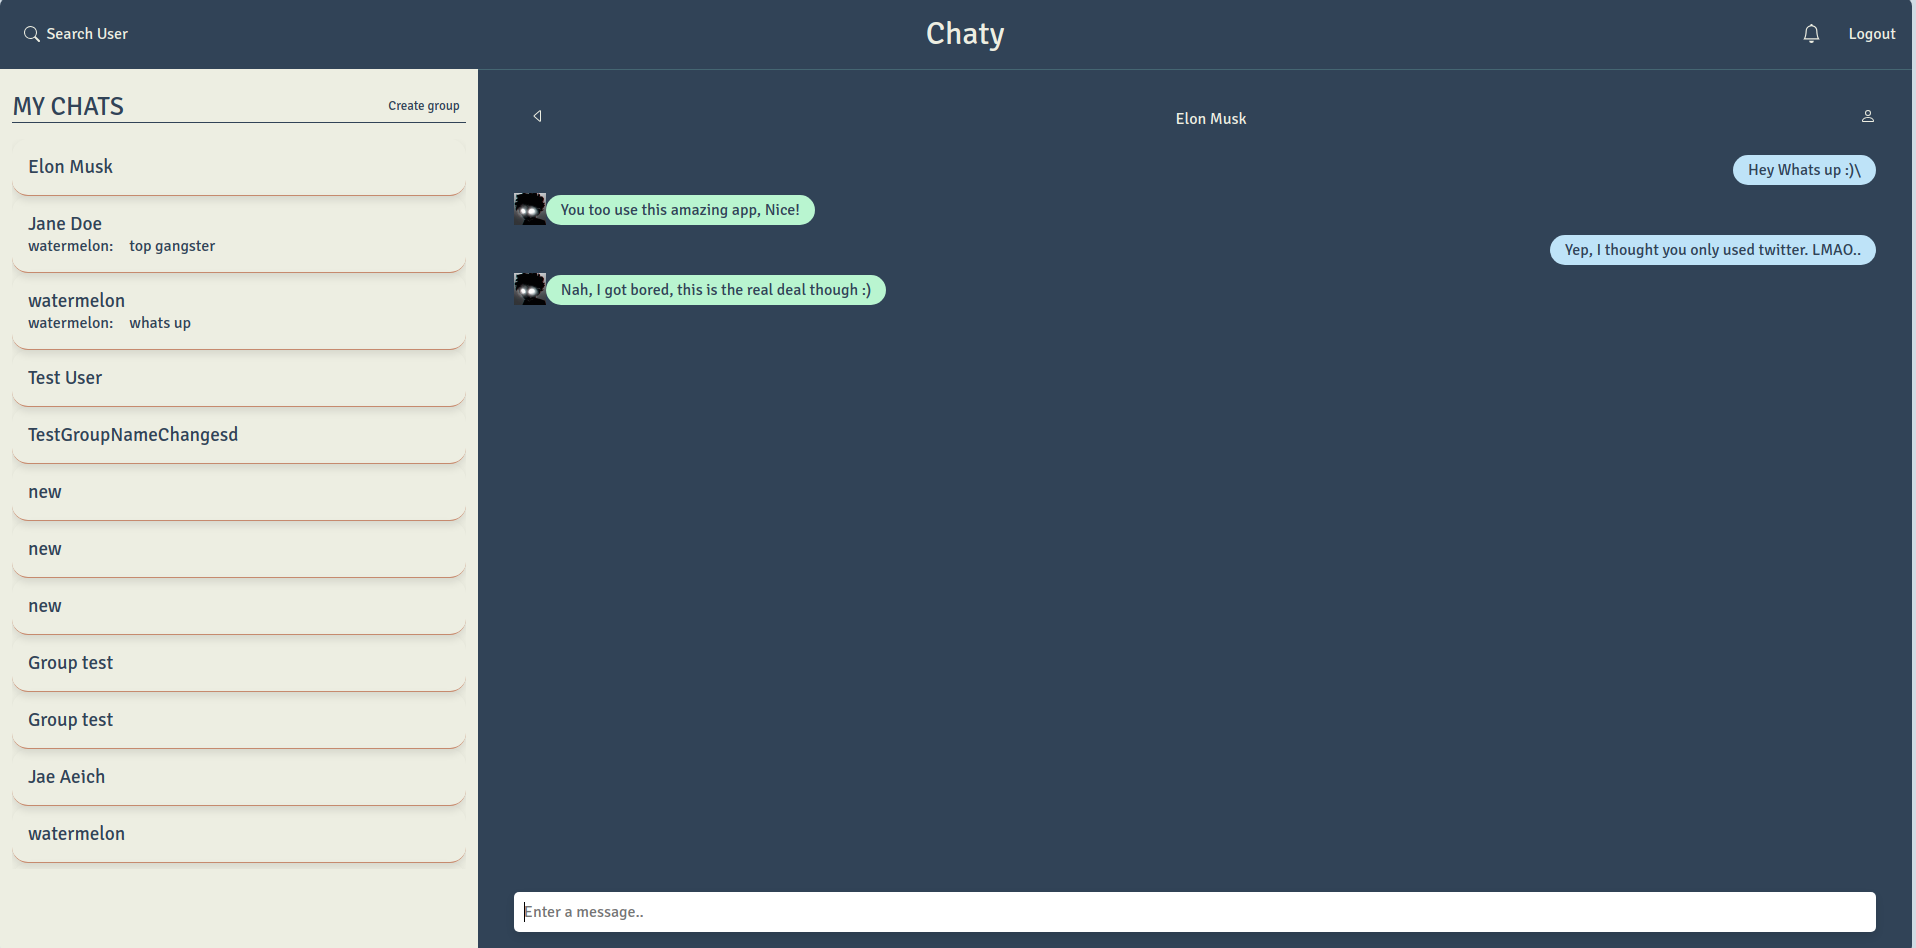 Search User
Chaty
Logout
MY CHATS
Create group
Elon Musk
Jane Doe
watermelon: top gangster
watermelon
watermelon: whats up
Test User
TestGroupNameChangesd
new
new
new
Group test
Group test
Jae Aeich
watermelon
Elon Musk
Hey Whats up :)\
You too use this amazing app, Nice!
Yep, I thought you only used twitter. LMAO..
Nah, I got bored, this is the real deal though :)
Enter a message..